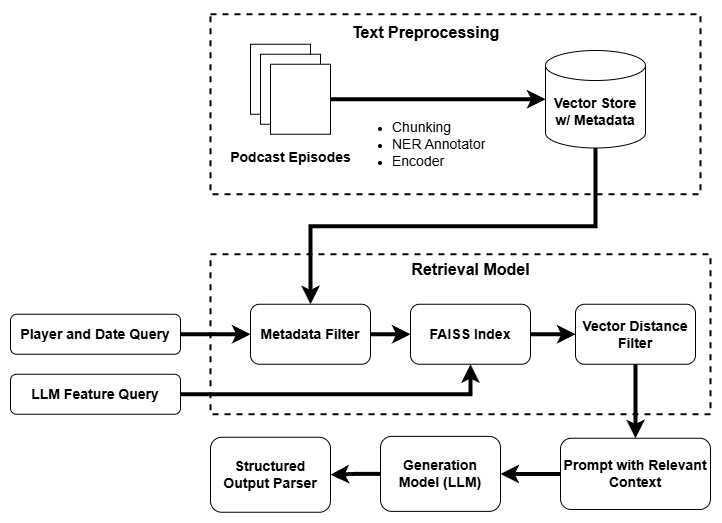 Text Preprocessing
Podcast Episodes
Chunking
NER Annotator
Encoder
Vector Store
w/ Metadata
Retrieval Model
Player and Date Query
Metadata Filter
FAISS Index
Vector Distance
Filter
LLM Feature Query
Structured
Output Parser
Generation
Model (LLM)
Prompt with Relevant
Context